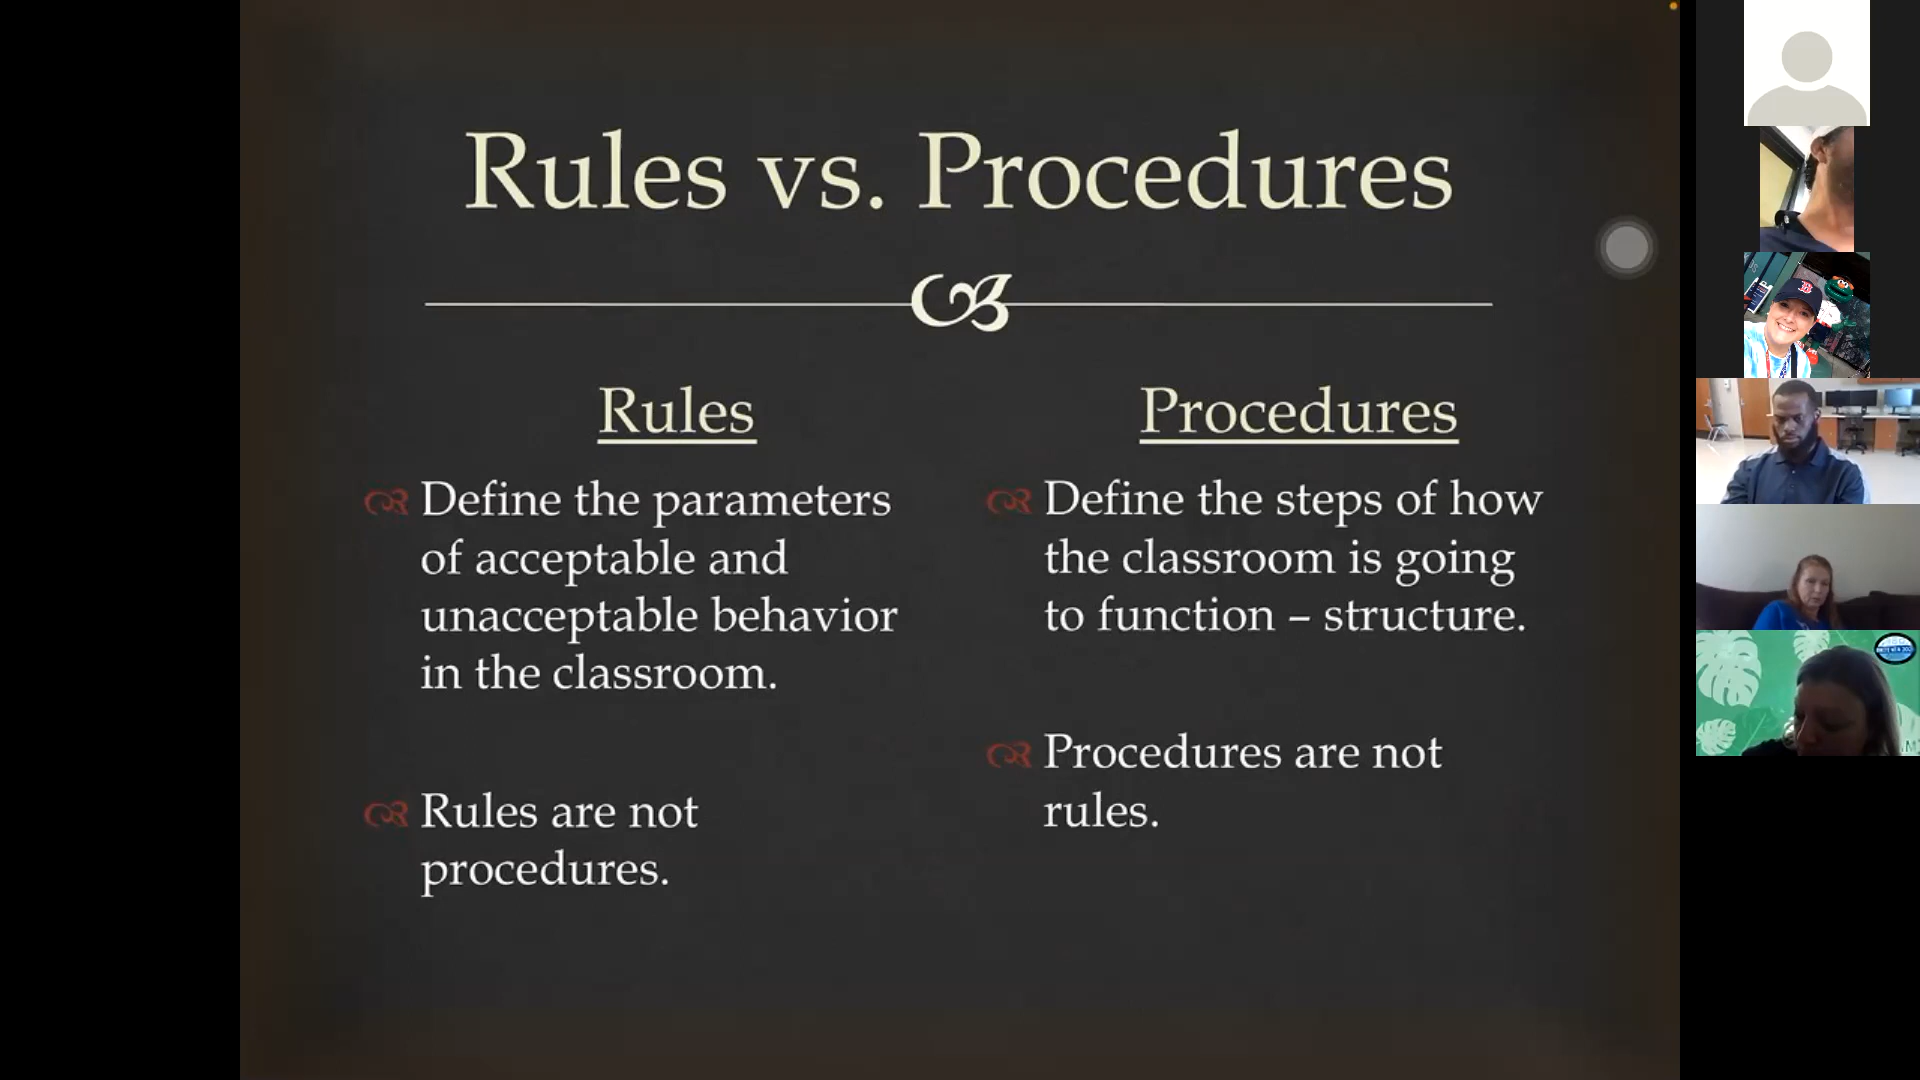 Rules vs. Procedures
Rules
Define the parameters
of acceptable and
unacceptable behavior
in the classroom.
Rules are not
procedures.
Procedures
Define the steps of how
the classroom is going
to function – structure.
Procedures are not
rules.
B